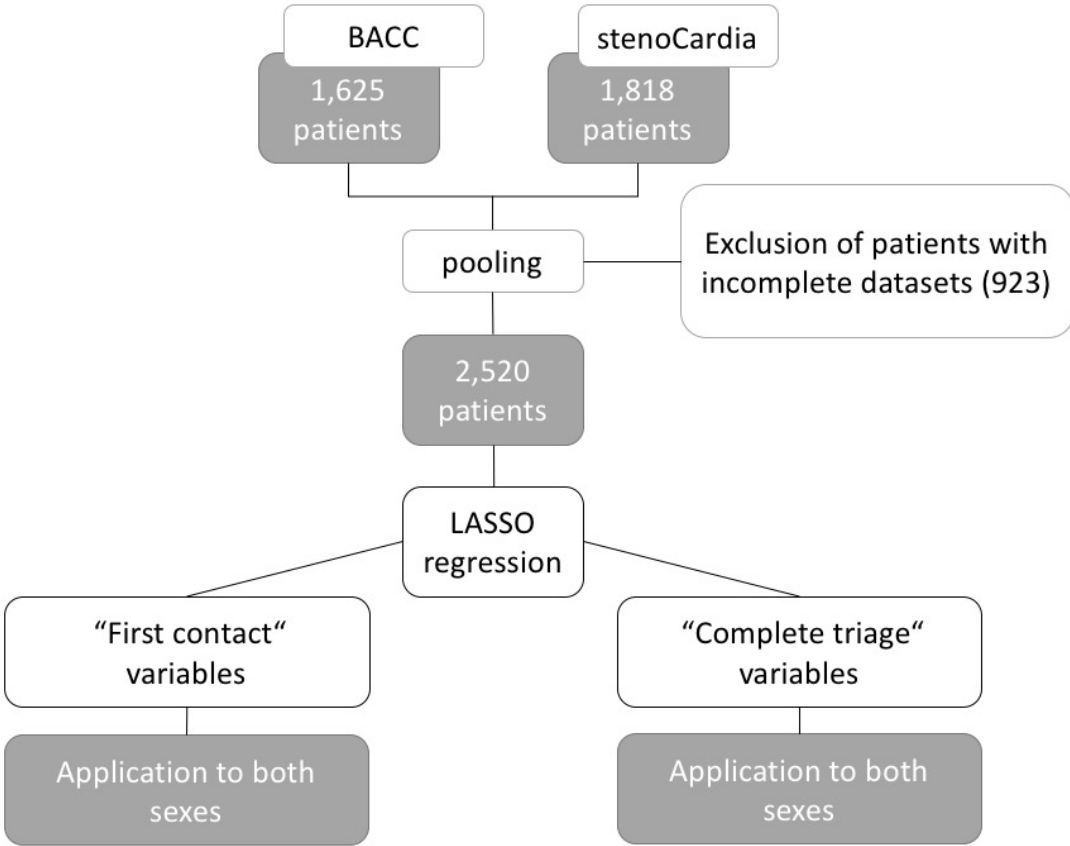 BACC
1,625
patients
stenoCardia
1,818
patients
pooling
Exclusion of patients with
incomplete datasets (923)
2,520
patients
LASSO
regression
“First contact“
variables
“Complete triage“
variables
Application to both
sexes
Application to both
sexes